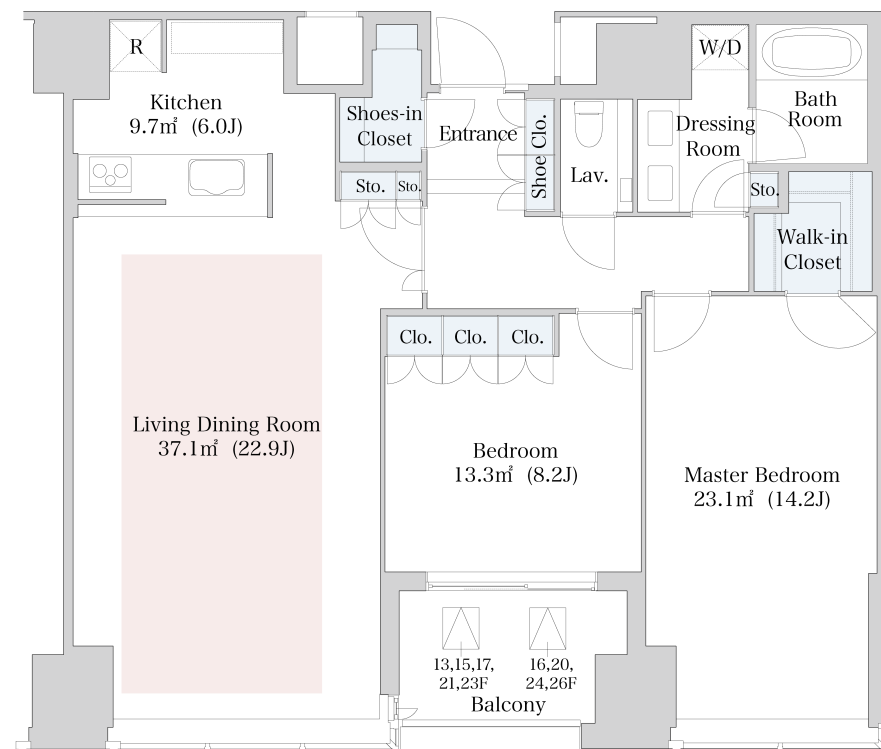 R
Kitchen
9.7㎡ (6.0J)
Shoes-in
Closet
Entrance
Shoe Clo.
Lav.
W/D
Dressing
Room
Bath
Room
Sto.
Sto.
Sto.
Walk-in
Closet
Clo.
Clo.
Clo.
Living Dining Room
37.1㎡ (22.9J)
Bedroom
13.3㎡ (8.2J)
Master Bedroom
23.1㎡ (14.2J)
13,15,17,
21,23F
16,20,
24,26F
Balcony